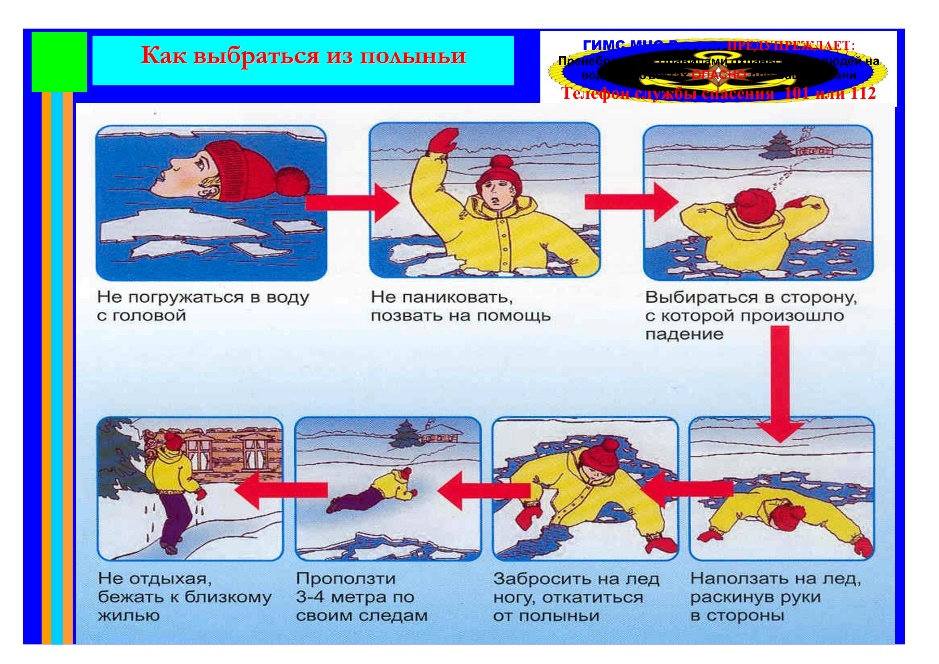 Как выбраться из полыньи
ГИМС МЧС ПРЕДУПРЕЖДАЕТ:
на
ОПАСНО
Телефон службы спасения 101 или 112
Не погружаться в воду
с головой
Не паниковать,
позвать на помощь
Выбираться в сторону,
с которой произошло
падение
Не отдыхая,
бежать к близкому
жилью
Проползти
3-4 метра по
своим следам
Забросить на лед
ногу, откатиться
от полыньи
Наползать на лед,
раскинув руки
в стороны